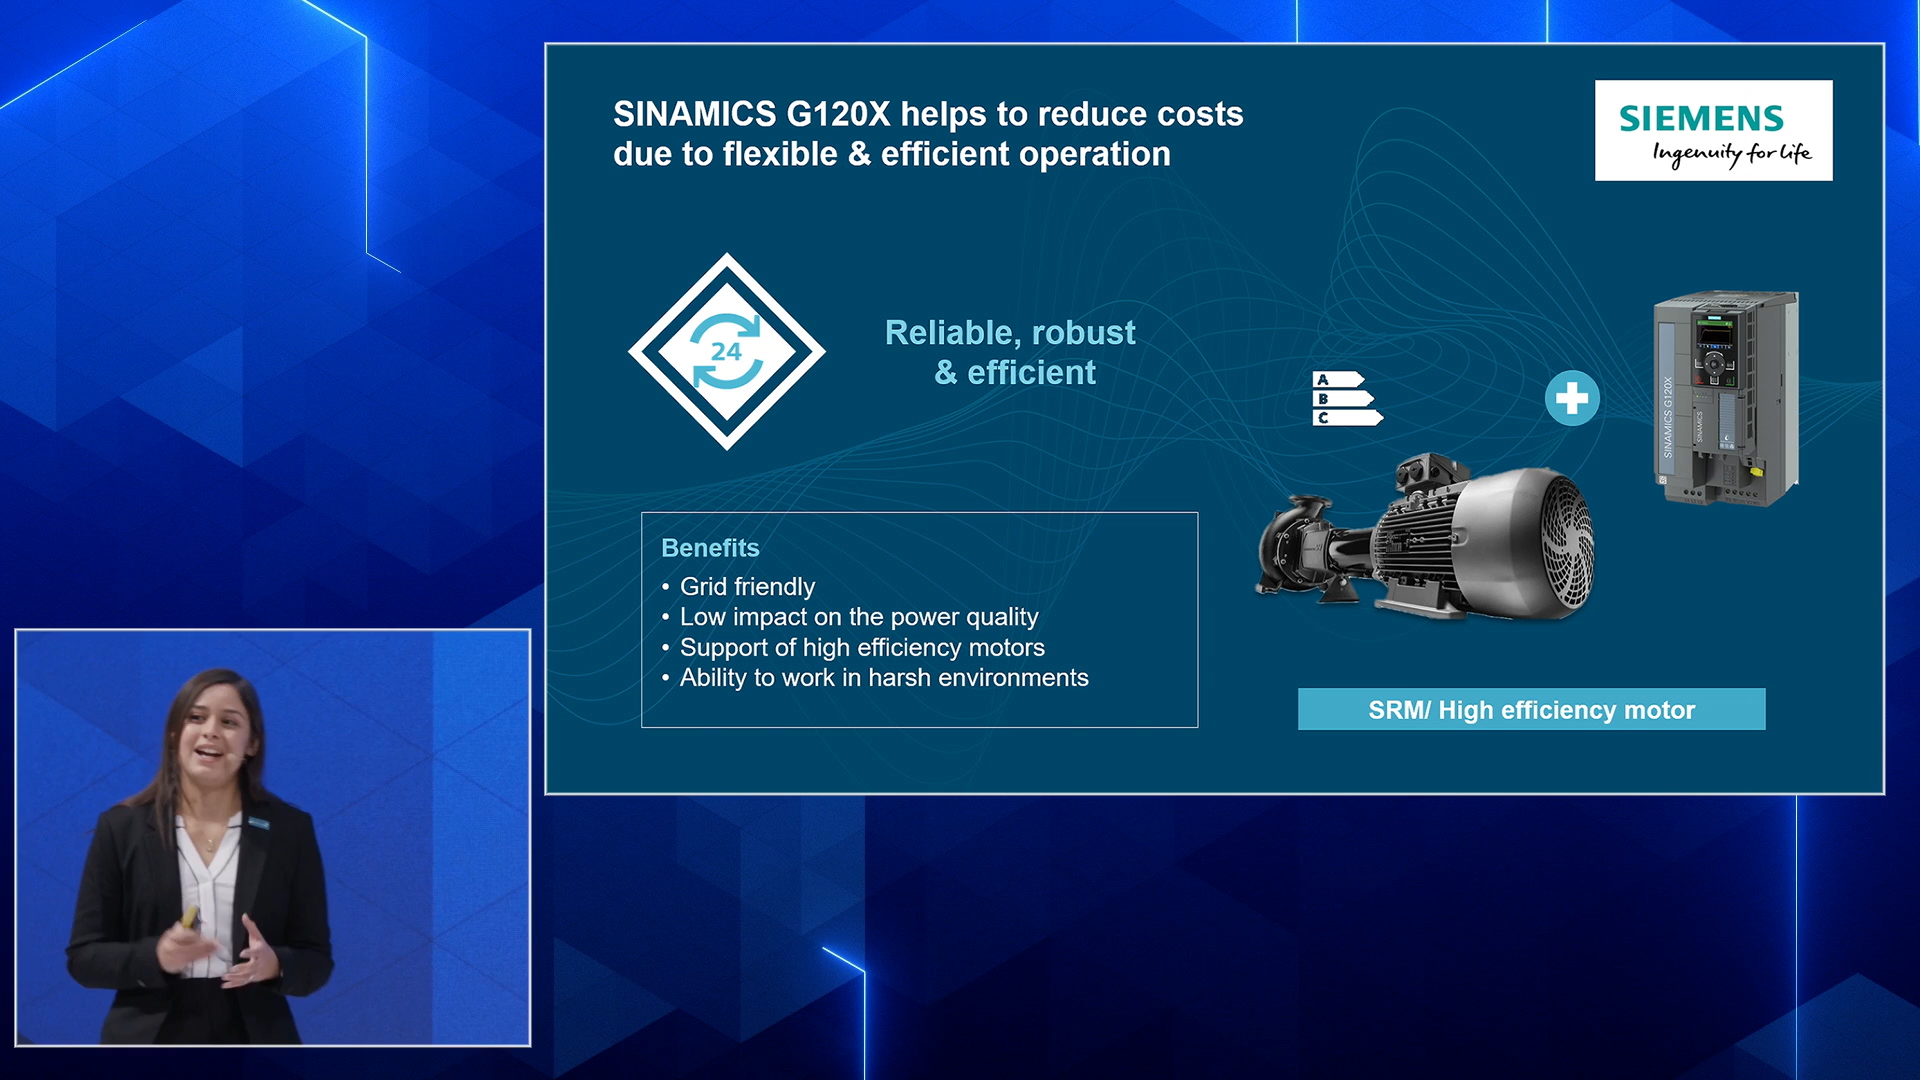 SINAMICS G120X helps to reduce costs
due to flexible & efficient operation
SIEMENS
Ingenuity for life
24
Reliable, robust
& efficient
A
B
C
SINAMICS G120X
SINAMICS
Benefits
• Grid friendly
• Low impact on the power quality
• Support of high efficiency motors
• Ability to work in harsh environments
SRM/ High efficiency motor